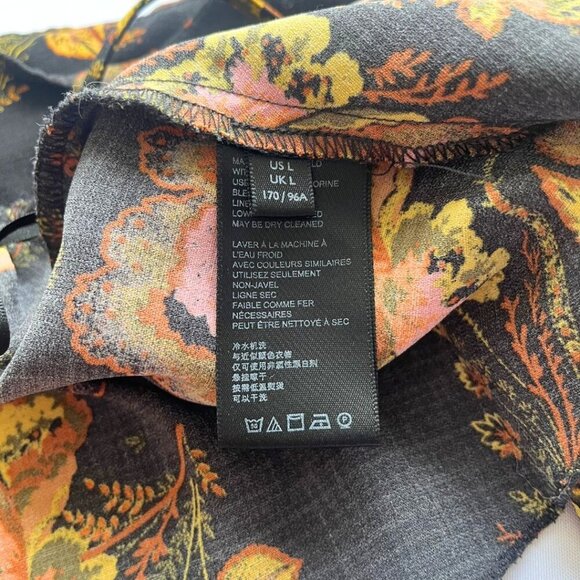 US L
UK L
170/96A
MAY BE DRY CLEANED
LAVER À LA MACHINE À
L'EAU FROID
AVEC COULEURS SIMILAIRES
UTILISEZ SEULEMENT
NON-JAVEL
LIGNE SEC
FAIBLE COMME FER
NÉCESSAIRES
PEUT ÊTRE NETTOYÉ À SEC
冷水机洗
与近似颜色衣物
仅可使用非氯性漂白剂
悬挂晾干
按需低温熨烫
可以干洗